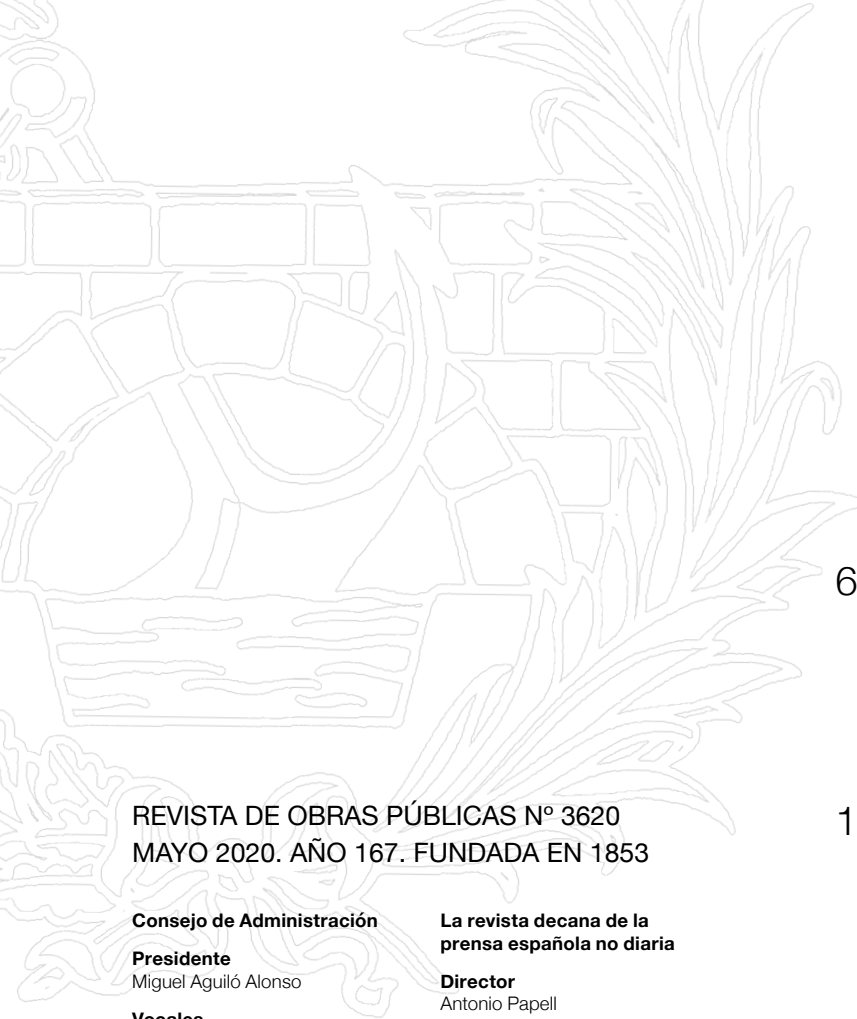 REVISTA DE OBRAS PÚBLICAS Nº 3620
MAYO 2020. AÑO 167. FUNDADA EN 1853
Consejo de Administración
Presidente
Miguel Aguiló Alonso
Vocales
La revista decana de la
prensa española no diaria
Director
Antonio Papell
6
1